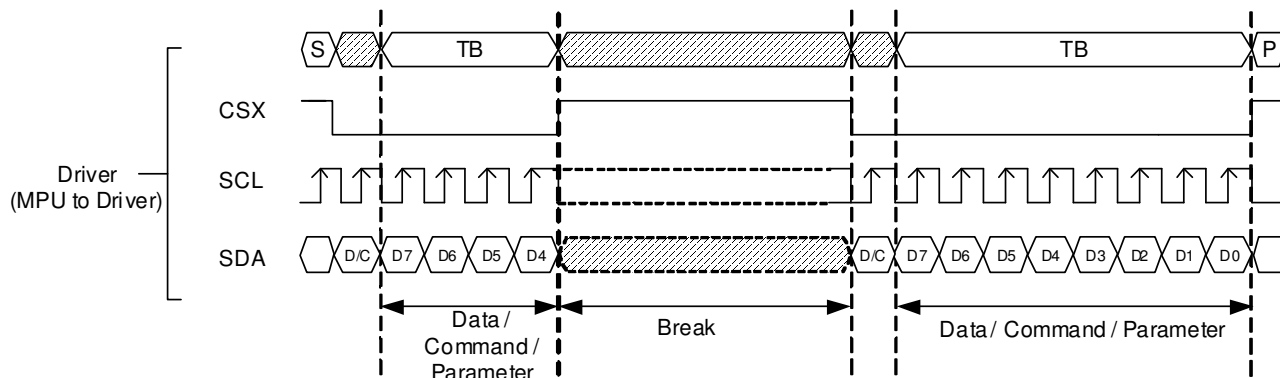 S TB TB P
CSX
Driver
(MPU to Driver)
SCL
SDA D/C D7 D6 D5 D4 D/C D7 D6 D5 D4 D3 D2 D1 D0
Data / Break Data / Command / Parameter
Command /
Parameter